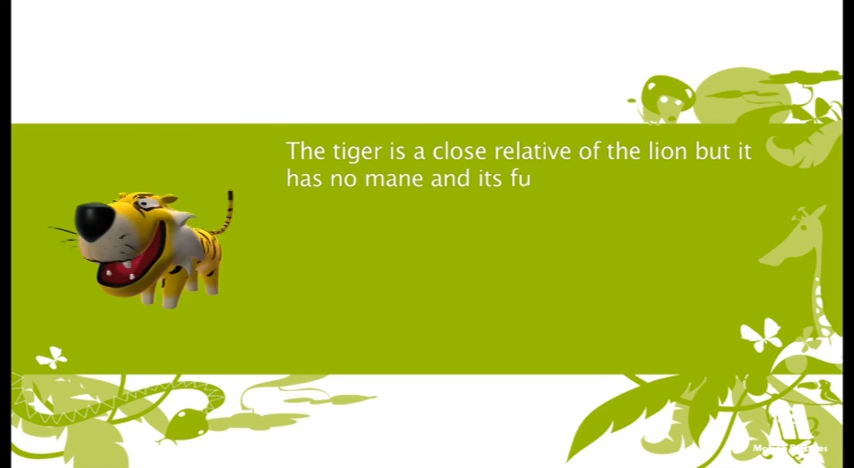 The tiger is a close relative of the lion but it
has no mane and its fu